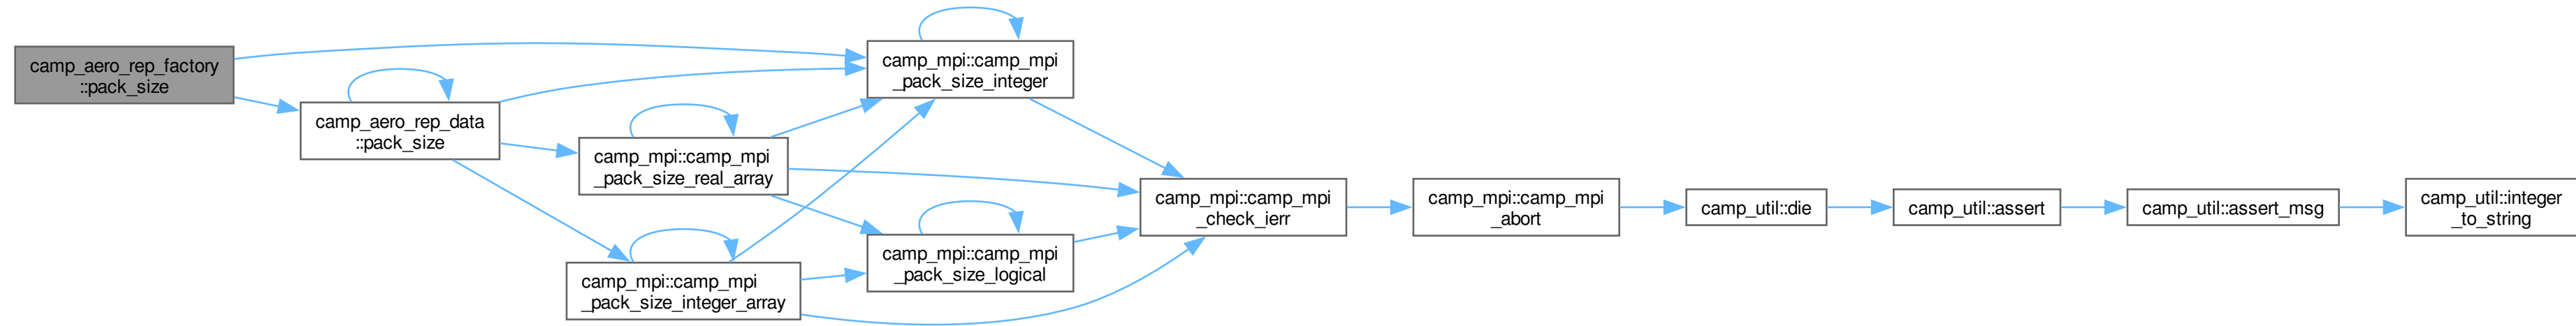 camp_aero_rep_factory
::pack_size
camp_aero_rep_data
::pack_size
camp_mpi::camp_mpi
_pack_size_integer
camp_mpi::camp_mpi
_pack_size_real_array
camp_mpi::camp_mpi
_pack_size_logical
camp_mpi::camp_mpi
_pack_size_integer_array
camp_mpi::camp_mpi
_check_ierr
camp_mpi::camp_mpi
_abort
camp_util::die
camp_util::assert
camp_util::assert_msg
camp_util::integer
_to_string